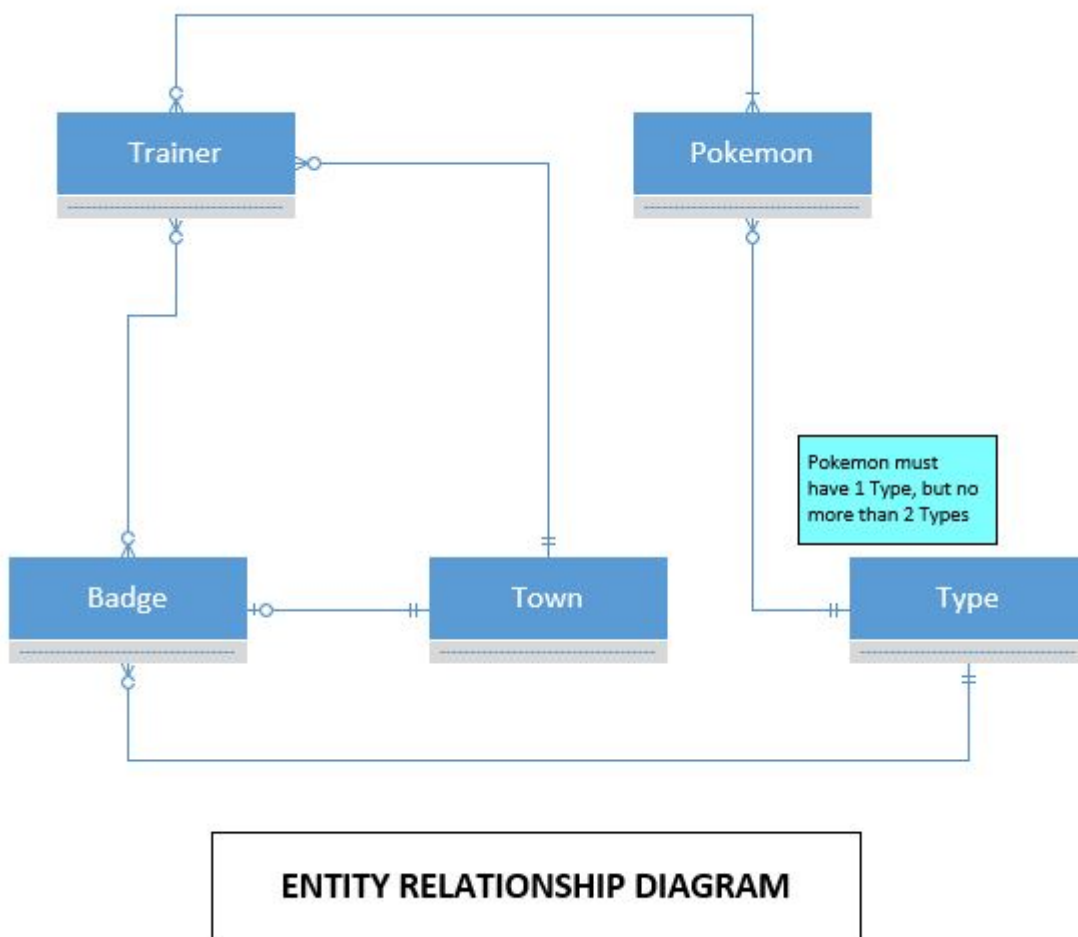 Trainer
Pokemon
Pokemon must
have 1 Type, but no
more than 2 Types
Badge
Town
Type
ENTITY RELATIONSHIP DIAGRAM